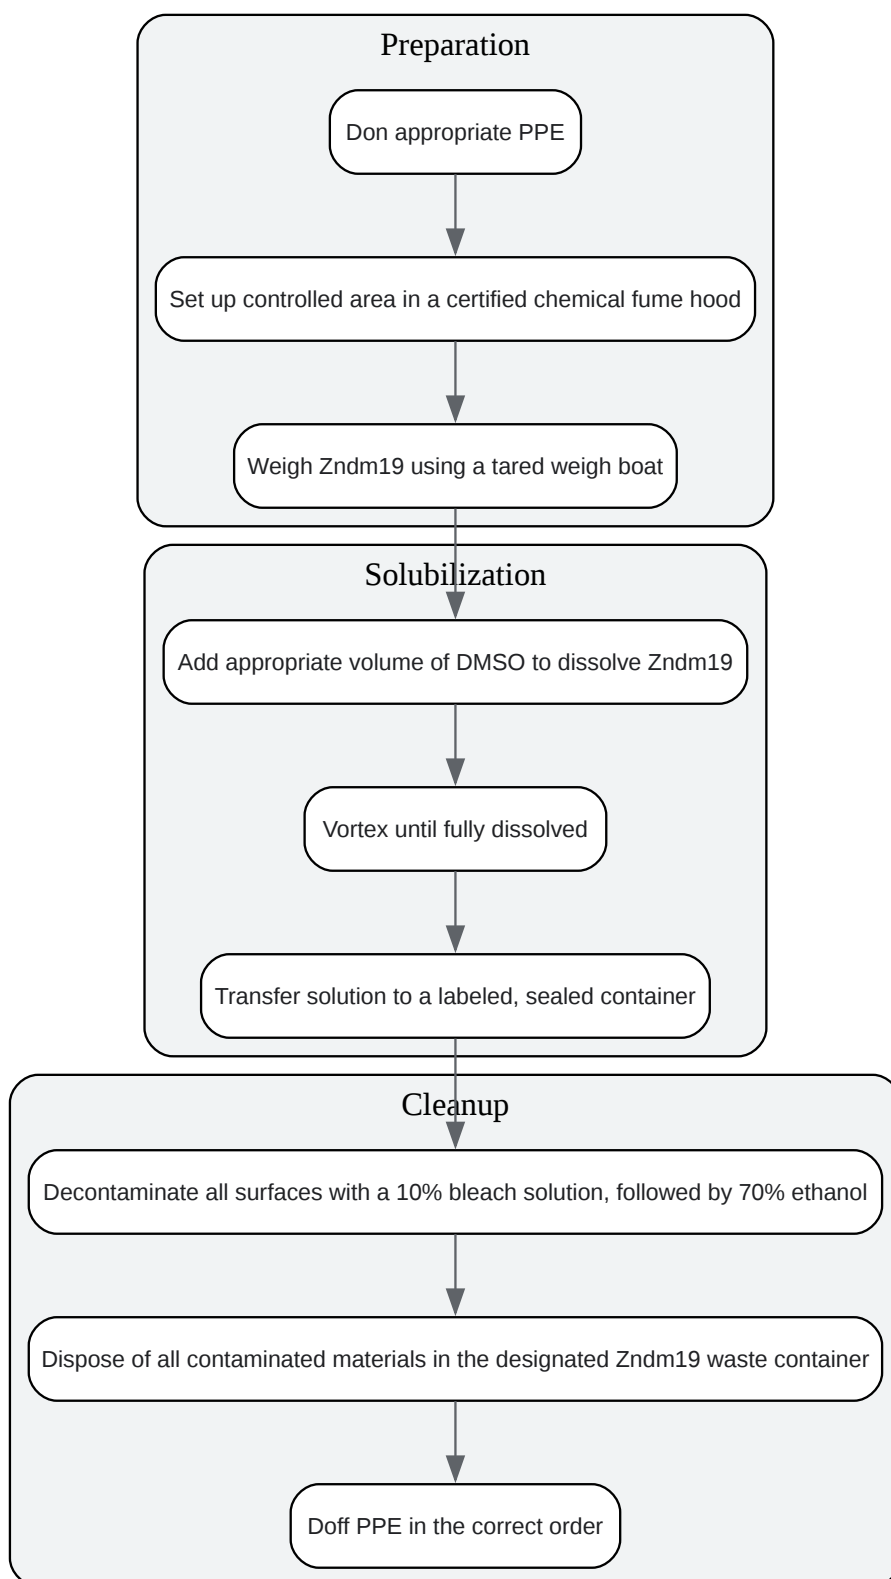 Preparation
Don appropriate PPE
Set up controlled area in a certified chemical fume hood
Weigh Zndm19 using a tared weigh boat
Solubilization
Add appropriate volume of DMSO to dissolve Zndm19
Vortex until fully dissolved
Transfer solution to a labeled, sealed container
Cleanup
Decontaminate all surfaces with a 10% bleach solution, followed by 70% ethanol
Dispose of all contaminated materials in the designated Zndm19 waste container
Doff PPE in the correct order